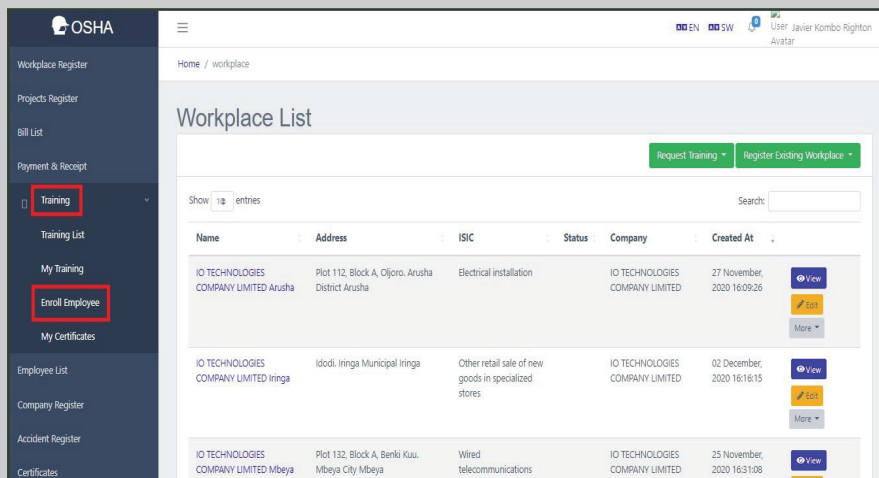 OSHA
EN SW 0 User Avatar Javier Kombo Righton
Workplace Register
Projects Register
Bill List
Payment & Receipt
Training
Training List
My Training
Enroll Employee
My Certificates
Employee List
Company Register
Accident Register
Certificates
Home / workplace
Workplace List
Request Training Register Existing Workplace
Show entries Search:
Name Address ISIC Status Company Created At
IO TECHNOLOGIES Plot 112, Block A, Oljoro. Arusha Electrical installation IO TECHNOLOGIES 27 November, View
COMPANY LIMITED Arusha District Arusha COMPANY LIMITED 2020 16:09:26
Edit
More
IO TECHNOLOGIES Idodi. Iringa Municipal Iringa Other retail sale of new IO TECHNOLOGIES 02 December, View
COMPANY LIMITED Iringa goods in specialized COMPANY LIMITED 2020 16:16:15
stores Edit
More
IO TECHNOLOGIES Plot 132, Block A, Benki Kuu. Wired IO TECHNOLOGIES 25 November, View
COMPANY LIMITED Mbeya Mbeya City Mbeya telecommunications COMPANY LIMITED 2020 16:31:08